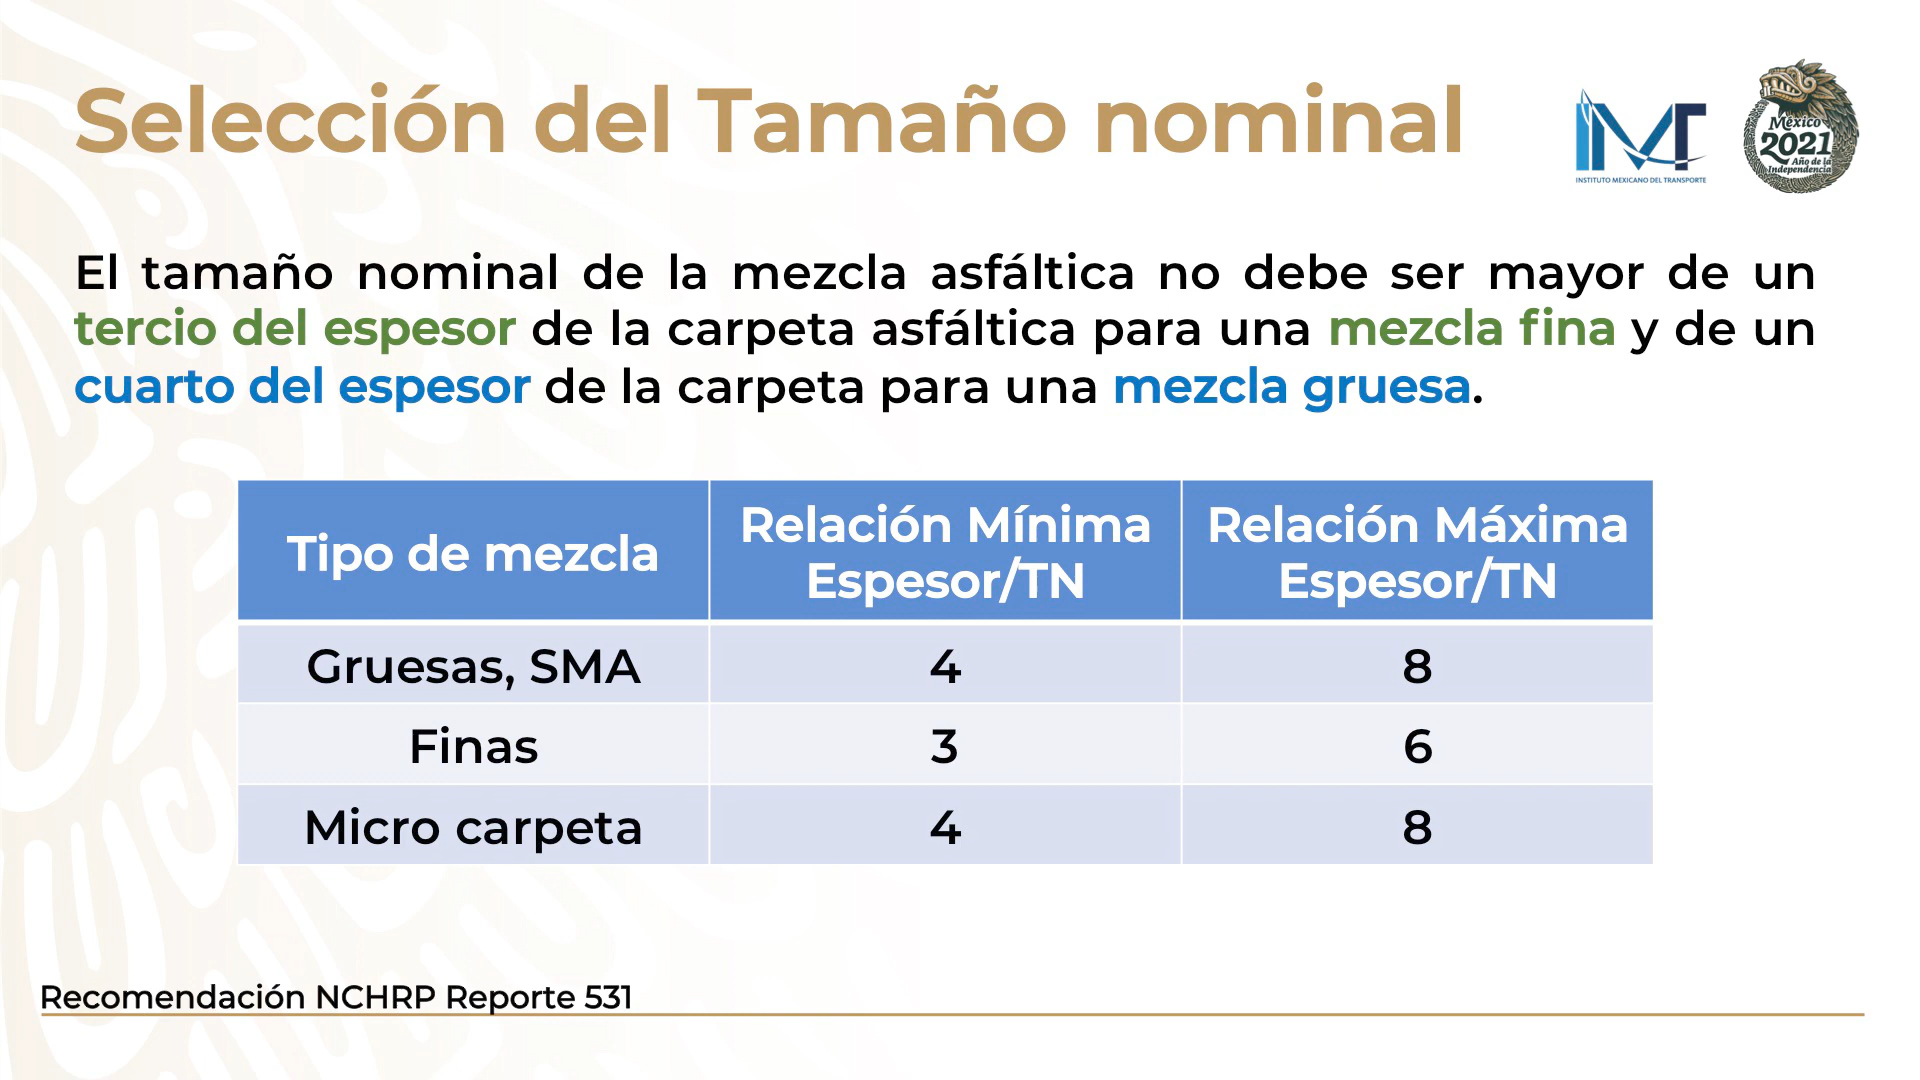 Selección del Tamaño nominal
INSTITUTO MEXICANO DEL TRANSPORTE
México
2021
Año de la
Independencia
El tamaño nominal de la mezcla asfáltica no debe ser mayor de un
tercio del espesor de la carpeta asfáltica para una mezcla fina y de un
cuarto del espesor de la carpeta para una mezcla gruesa.
Tipo de mezcla
Relación Mínima
Espesor/TN
Relación Máxima
Espesor/TN
Gruesas, SMA 4 8
Finas 3 6
Micro carpeta 4 8
Recomendación NCHRP Reporte 531